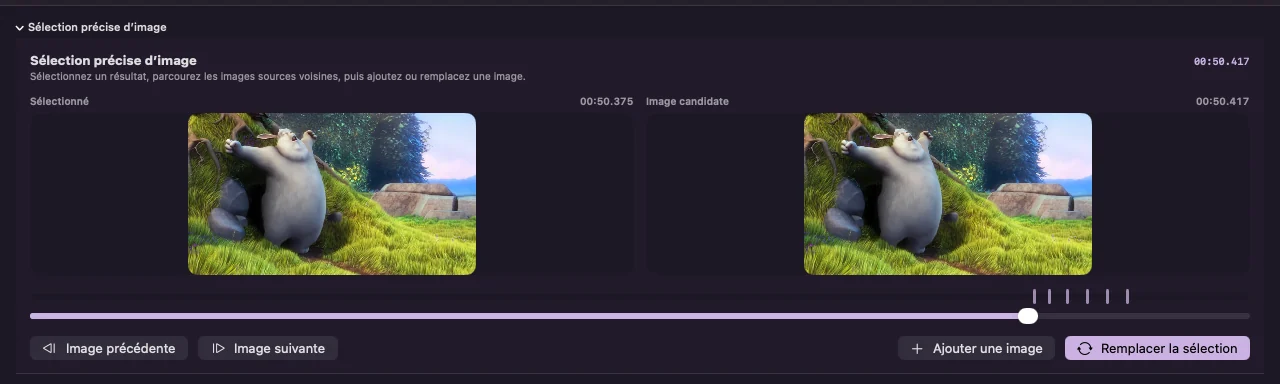 Sélection précise d’image
Sélection précise d’image
00:50.417
Sélectionnez un résultat, parcourez les images sources voisines, puis ajoutez ou remplacez une image.
Sélectionné 00:50.375
Image candidate 00:50.417
Image précédente
Image suivante
Ajouter une image
Remplacer la sélection